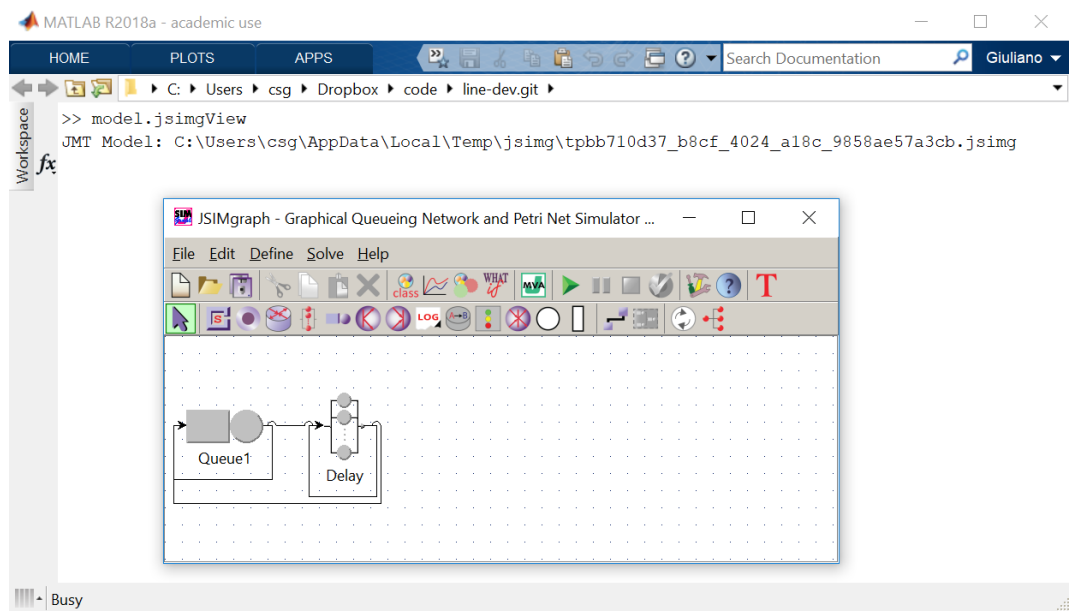 MATLAB R2018a - academic use
HOME PLOTS APPS Search Documentation Giuliano
C: Users csg Dropbox code line-dev.git
Workspace
>> model.jsimgView
JMT Model: C:\Users\csg\AppData\Local\Temp\jsimg\tpbb710d37_b8cf_4024_a18c_9858ae57a3cb.jsimg
fx
SIM JSIMgraph - Graphical Queueing Network and Petri Net Simulator ...
File Edit Define Solve Help
class WHAT if MVA ? T
S LOG A→B
Queue1
Delay
Busy